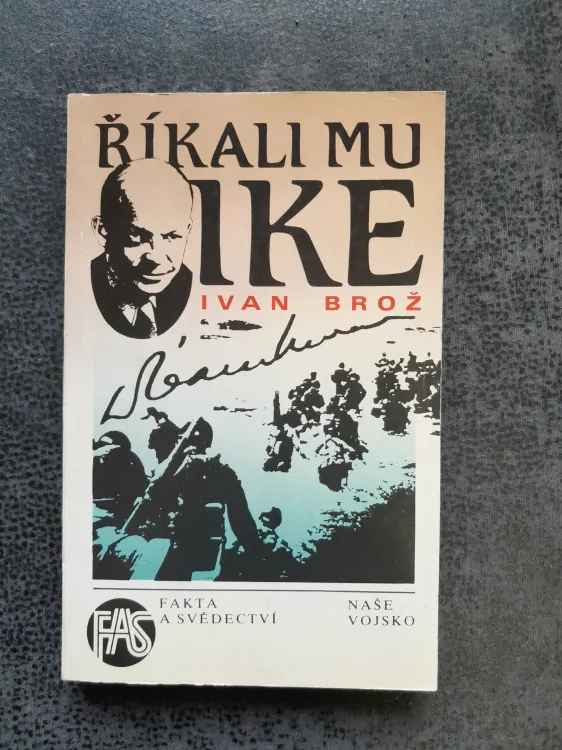 ŘÍKALI MU
IKE
IVAN BROŽ
FAS
FAKTA
A SVĚDECTVÍ
NAŠE
VOJSKO